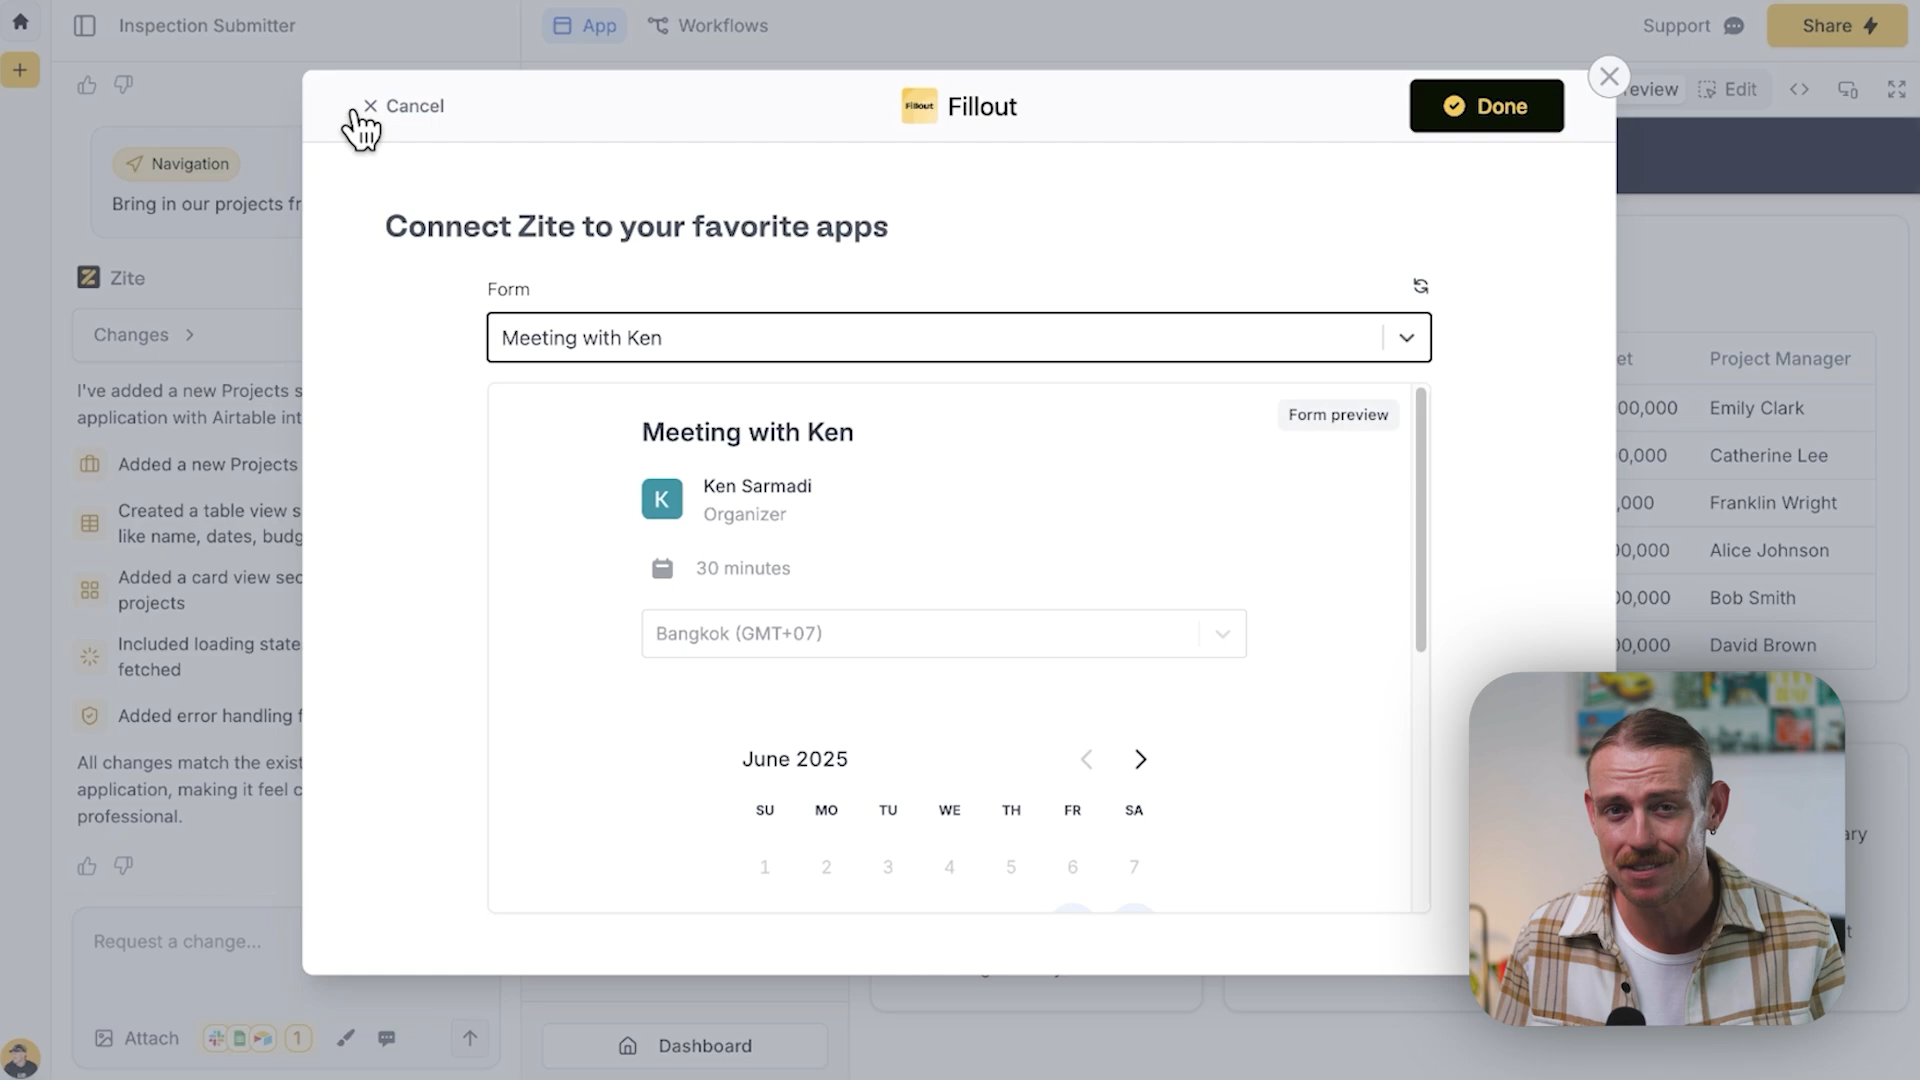 Inspection Submitter
App
Workflows
Support
Share
Cancel
Fillout
Fillout
Done
review
Edit
Navigation
Bring in our projects fr
Connect Zite to your favorite apps
Zite
Form
Meeting with Ken
Changes
I've added a new Projects s
application with Airtable int
Added a new Projects
Created a table view s
like name, dates, budg
Added a card view sec
projects
Included loading state
fetched
Added error handling f
All changes match the exist
application, making it feel c
professional.
Form preview
Meeting with Ken
K
Ken Sarmadi
Organizer
30 minutes
Bangkok (GMT+07)
June 2025
SU MO TU WE TH FR SA
1 2 3 4 5 6 7
et Project Manager
00,000 Emily Clark
0,000 Catherine Lee
,000 Franklin Wright
00,000 Alice Johnson
00,000 Bob Smith
00,000 David Brown
ary
t
Request a change...
Attach
1
Dashboard